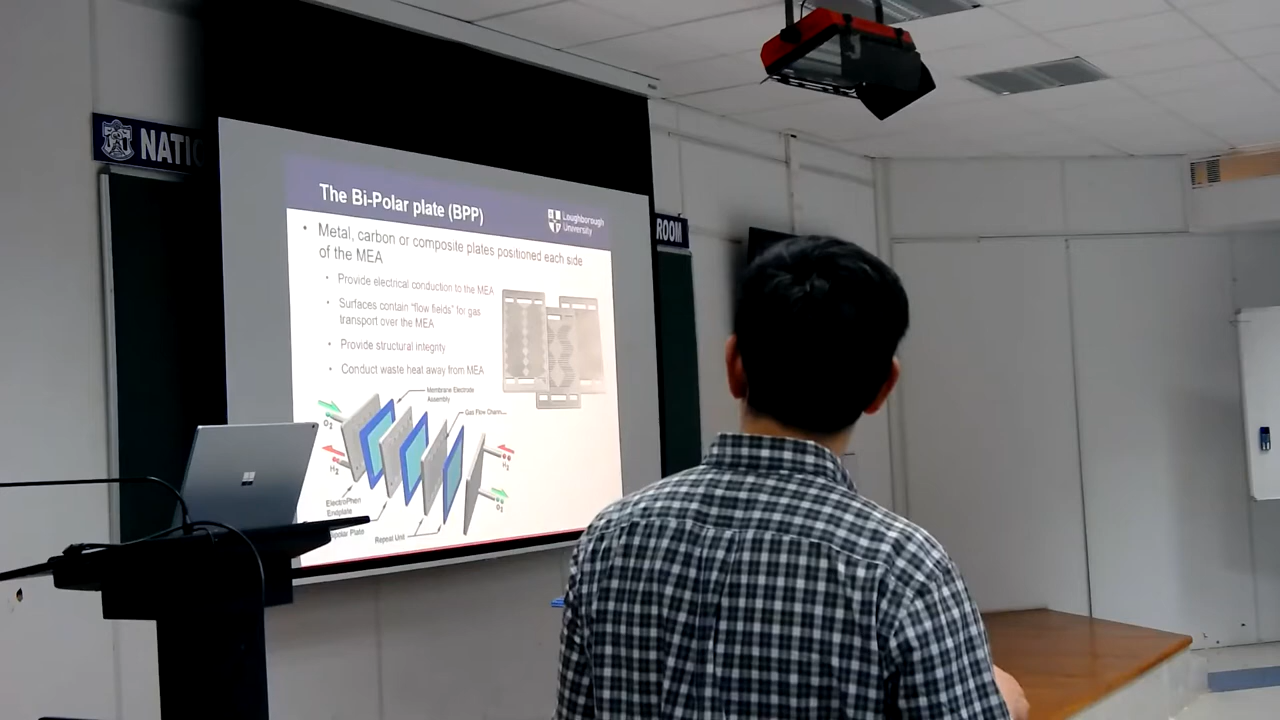 NATI
ROOM
The Bi-Polar plate (BPP)
Loughborough
University
• Metal, carbon or composite plates positioned each side
of the MEA
• Provide electrical conduction to the MEA
• Surfaces contain "flow fields" for gas
transport over the MEA
• Provide structural integrity
• Conduct waste heat away from MEA
Membrane Electrode
Assembly
Gas Flow
O2
H2
H2
O2
ElectroPhen
Endplate
Plate
Repeat Unit